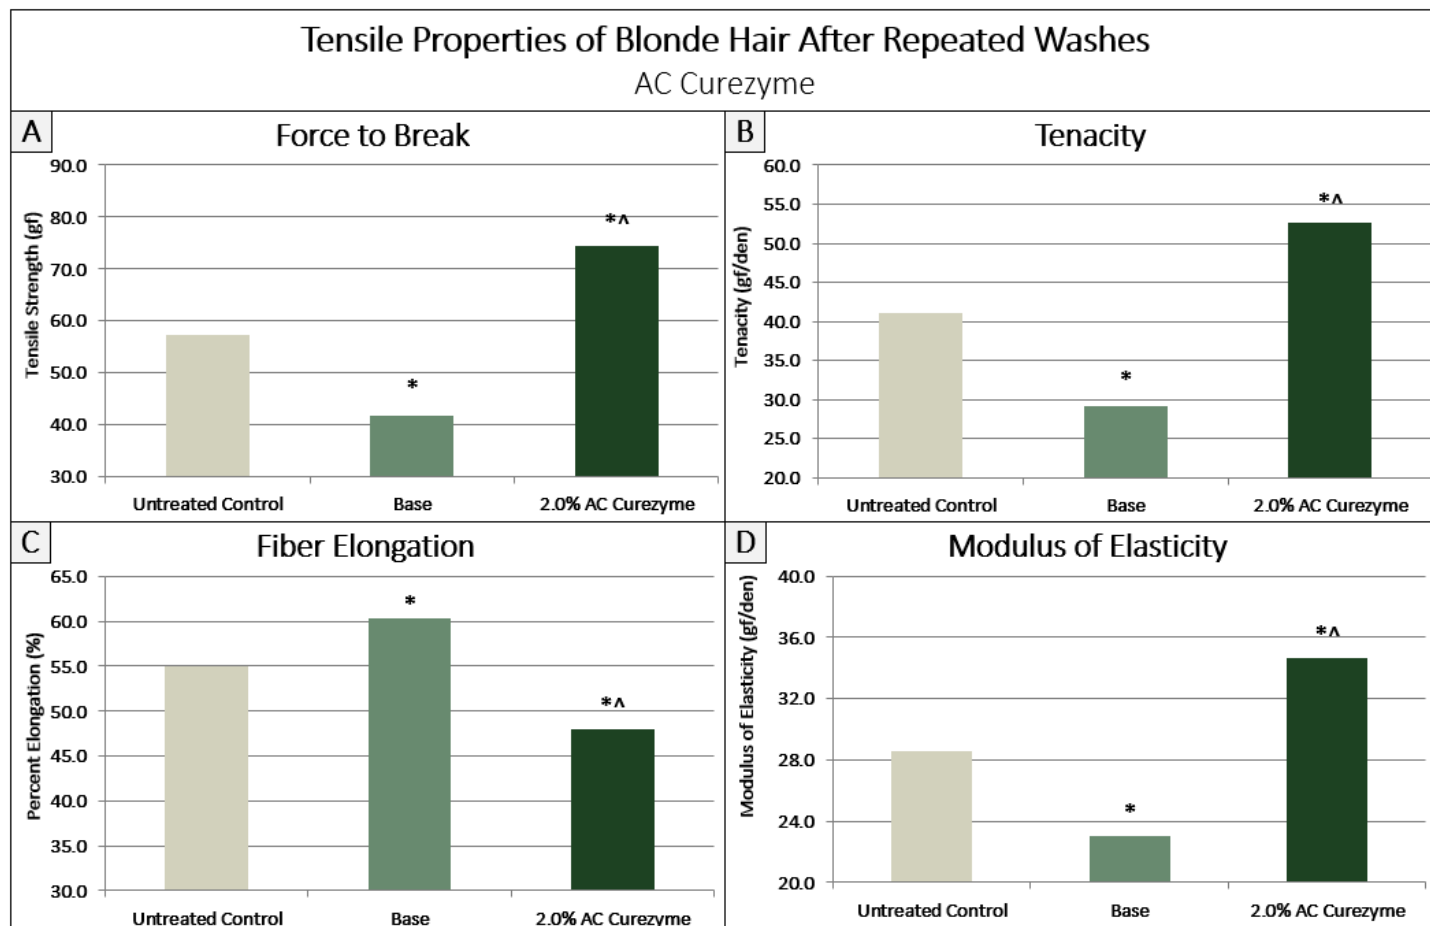 Tensile Properties of Blonde Hair After Repeated Washes
AC Curezyme
A
Force to Break
Tensile Strength (gf)
90.0
80.0
70.0
60.0
50.0
40.0
30.0
*
*^
Untreated Control
Base
2.0% AC Curezyme
B
Tenacity
Tenacity (gf/den)
60.0
55.0
50.0
45.0
40.0
35.0
30.0
25.0
20.0
*
*^
Untreated Control
Base
2.0% AC Curezyme
C
Fiber Elongation
Percent Elongation (%)
65.0
60.0
55.0
50.0
45.0
40.0
35.0
30.0
*
*^
Untreated Control
Base
2.0% AC Curezyme
D
Modulus of Elasticity
Modulus of Elasticity (gf/den)
40.0
36.0
32.0
28.0
24.0
20.0
*
*^
Untreated Control
Base
2.0% AC Curezyme